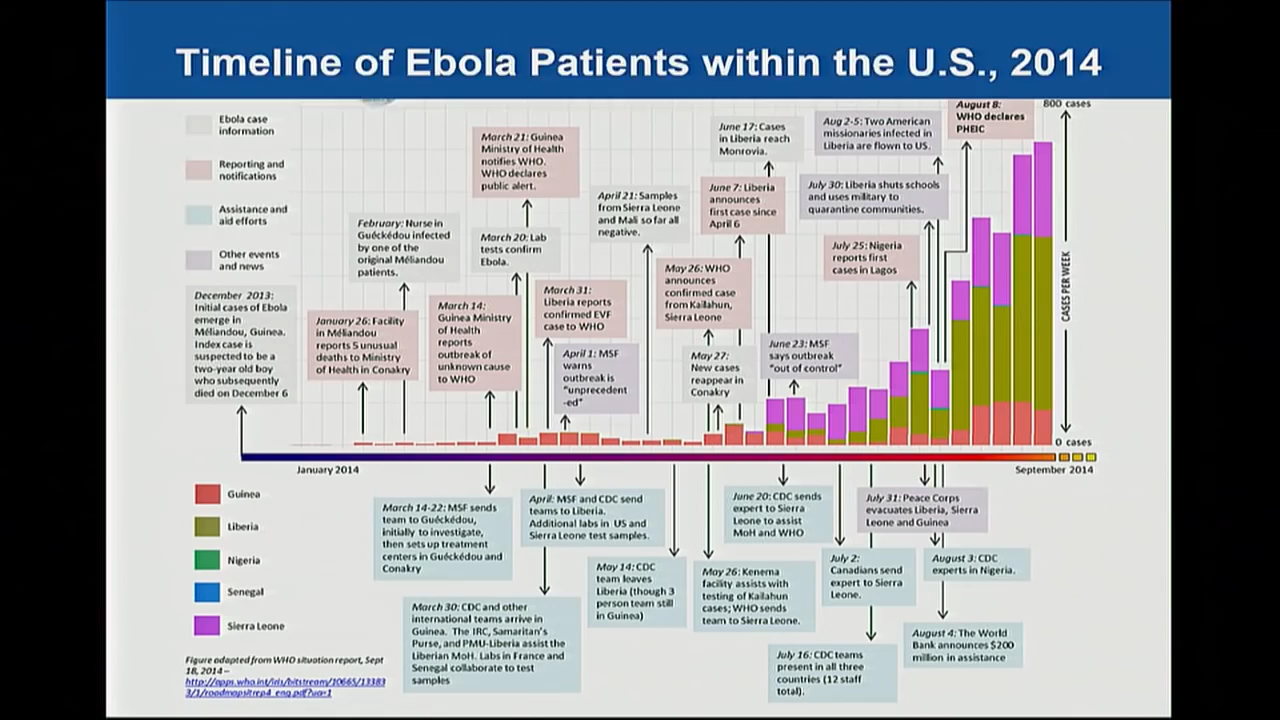 Timeline of Ebola Patients within the U.S., 2014
Ebola case
information
Reporting and
notifications
Assistance and
aid efforts
Other events
and news
December 2013:
Initial cases of Ebola
emerge in
Méliandou, Guinea.
Index case is
suspected to be a
two-year old boy
who subsequently
died on December 6
January 26: Facility
in Méliandou
reports 5 unusual
deaths to Ministry
of Health in Conakry
February: Nurse in
Guéckédou infected
by one of the
original Méliandou
patients.
March 14:
Guinea Ministry
of Health
reports
outbreak of
unknown cause
to WHO
March 21: Guinea
Ministry of Health
notifies WHO.
WHO declares
public alert.
March 20: Lab
tests confirm
Ebola.
March 31:
Liberia reports
confirmed EVF
case to WHO
April 1: MSF
warns
outbreak is
"unprecedent
-ed"
April 21: Samples
from Sierra Leone
and Mali so far all
negative.
May 26: WHO
announces
confirmed case
from Kailahun,
Sierra Leone
May 27:
New cases
reappear in
Conakry
June 7: Liberia
announces
first case since
April 6
June 17: Cases
in Liberia reach
Monrovia.
June 23: MSF
says outbreak
"out of control"
Aug 2-5: Two American
missionaries infected in
Liberia are flown to US.
July 30: Liberia shuts schools
and uses military to
quarantine communities.
July 25: Nigeria
reports first
cases in Lagos
August 8:
WHO declares
PHEIC
800 cases
CASES PER WEEK
0 cases
January 2014
September 2014
Guinea
Liberia
Nigeria
Senegal
Sierra Leone
March 14-22: MSF sends
team to Guéckédou,
initially to investigate,
then sets up treatment
centers in Guéckédou and
Conakry
March 30: CDC and other
international teams arrive in
Guinea. The IRC, Samaritan's
Purse, and PMU-Liberia assist the
Liberian MoH. Labs in France and
Senegal collaborate to test
samples
April: MSF and CDC send
teams to Liberia.
Additional labs in US and
Sierra Leone test samples.
May 14: CDC
team leaves
Liberia (though 3
person team still
in Guinea)
May 26: Kenema
facility assists with
testing of Kailahun
cases; WHO sends
team to Sierra Leone.
June 20: CDC sends
expert to Sierra
Leone to assist
MoH and WHO
July 2:
Canadians send
expert to Sierra
Leone.
July 16: CDC teams
present in all three
countries (12 staff
total).
July 31: Peace Corps
evacuates Liberia, Sierra
Leone and Guinea
August 3: CDC
experts in Nigeria.
August 4: The World
Bank announces $200
million in assistance
Figure adapted from WHO situation report, Sept
18, 2014 –
http://apps.who.int/iris/bitstream/10665/13383
3/1/roadmapsitrep4_eng.pdf?ua=1